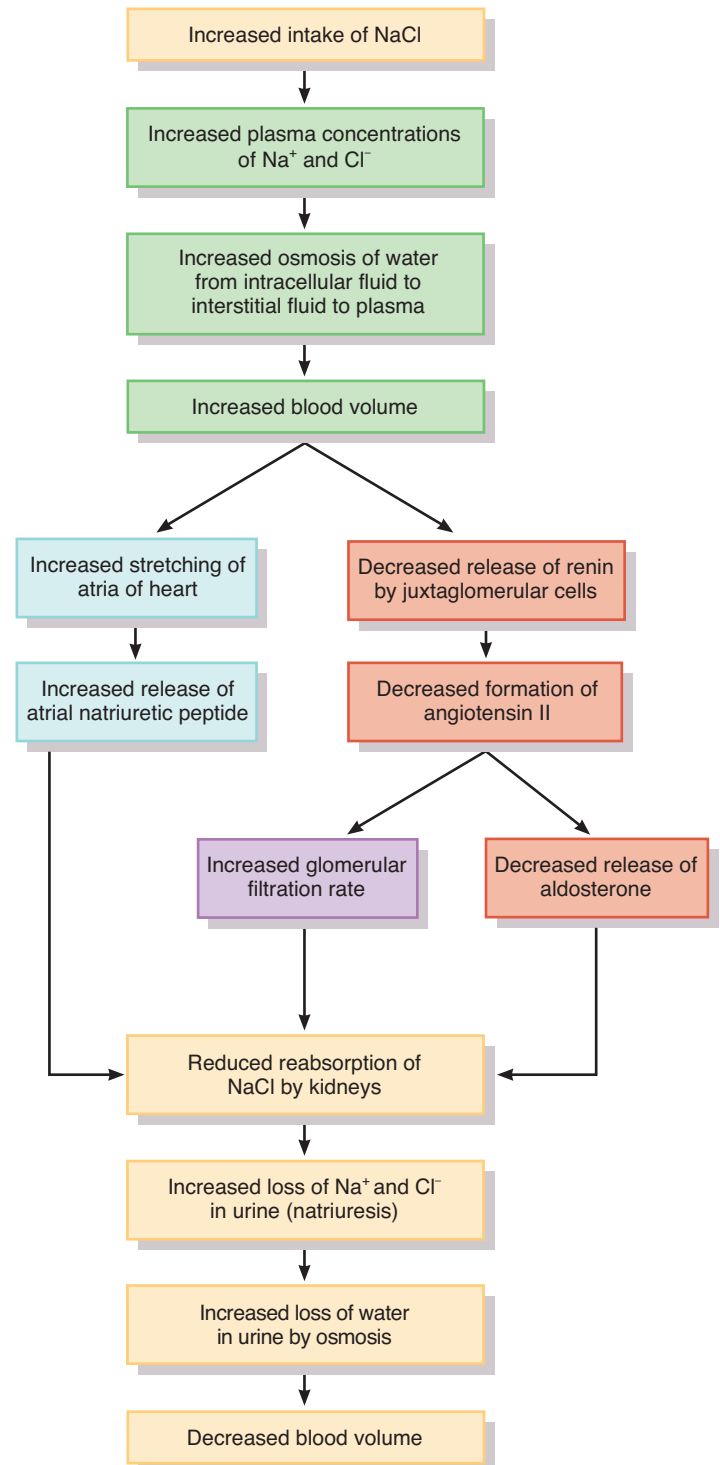 Increased intake of NaCl
Increased plasma concentrations
of Na⁺ and Cl⁻
Increased osmosis of water
from intracellular fluid to
interstitial fluid to plasma
Increased blood volume
Increased stretching of
atria of heart
Decreased release of renin
by juxtaglomerular cells
Increased release of
atrial natriuretic peptide
Decreased formation of
angiotensin II
Increased glomerular
filtration rate
Decreased release of
aldosterone
Reduced reabsorption of
NaCl by kidneys
Increased loss of Na⁺ and Cl⁻
in urine (natriuresis)
Increased loss of water
in urine by osmosis
Decreased blood volume